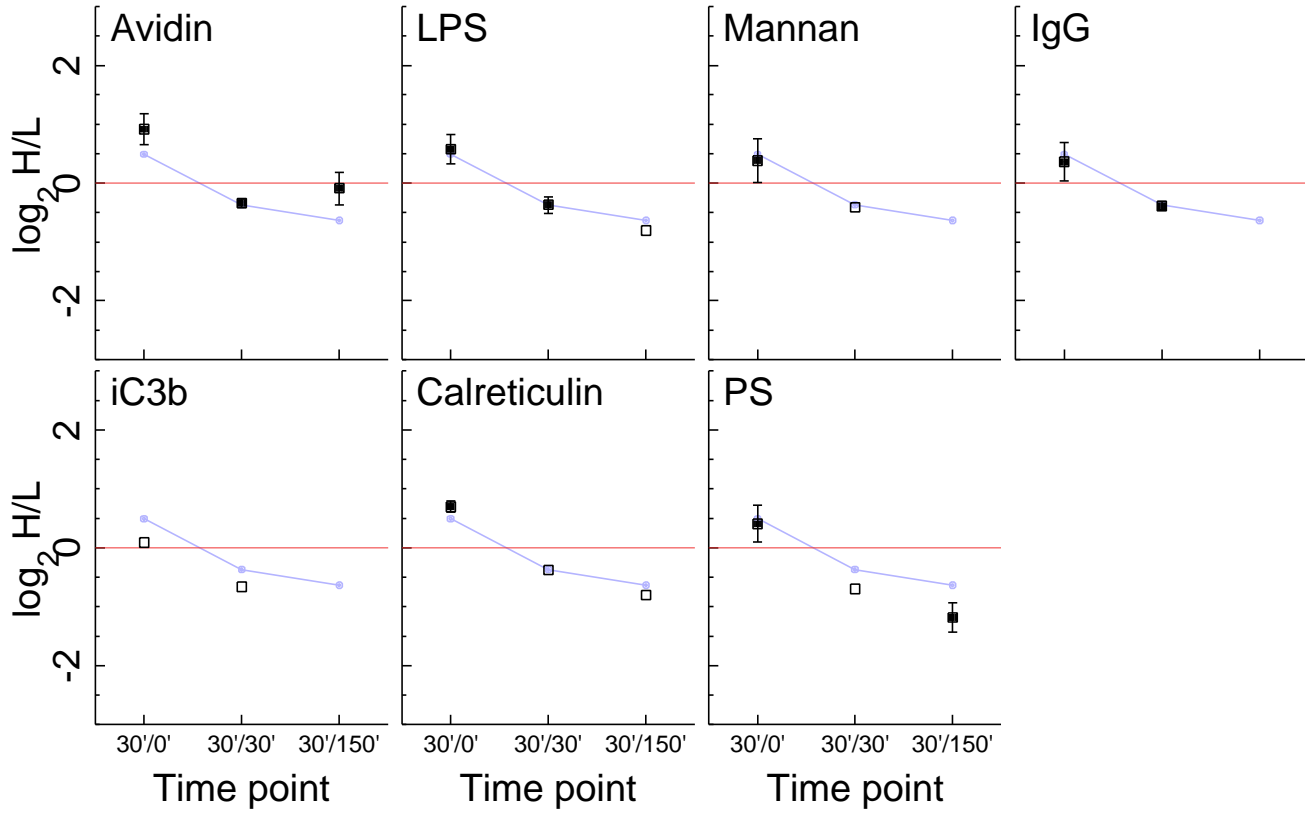 Avidin LPS Mannan IgG
2
0
-2
log2 H/L
iC3b Calreticulin PS
2
0
-2
log2 H/L
30'/0' 30'/30' 30'/150' 30'/0' 30'/30' 30'/150' 30'/0' 30'/30' 30'/150'
Time point Time point Time point